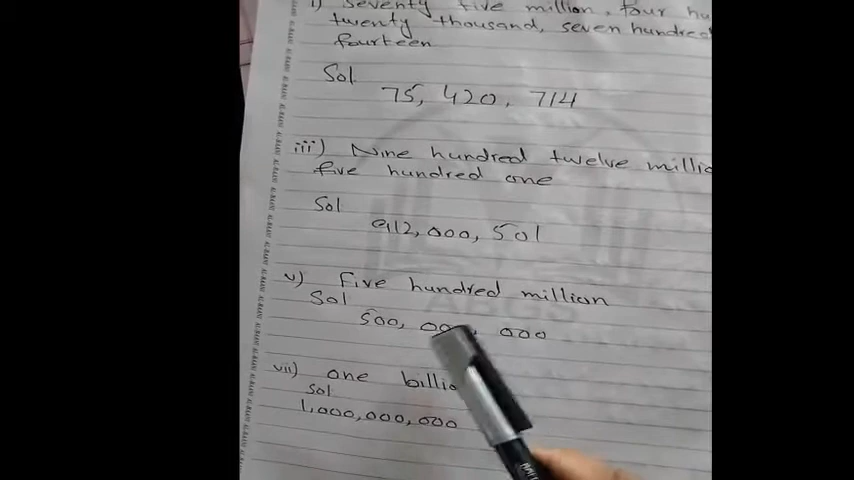 i) Seventy five million, four hu
twenty thousand, seven hundred
fourteen
Sol
75, 420, 714
iii) Nine hundred twelve millio
five hundred one
Sol
912,000, 501
v) Five hundred million
Sol
500, 000, 000
vii) one billio
Sol
1,000,000,000